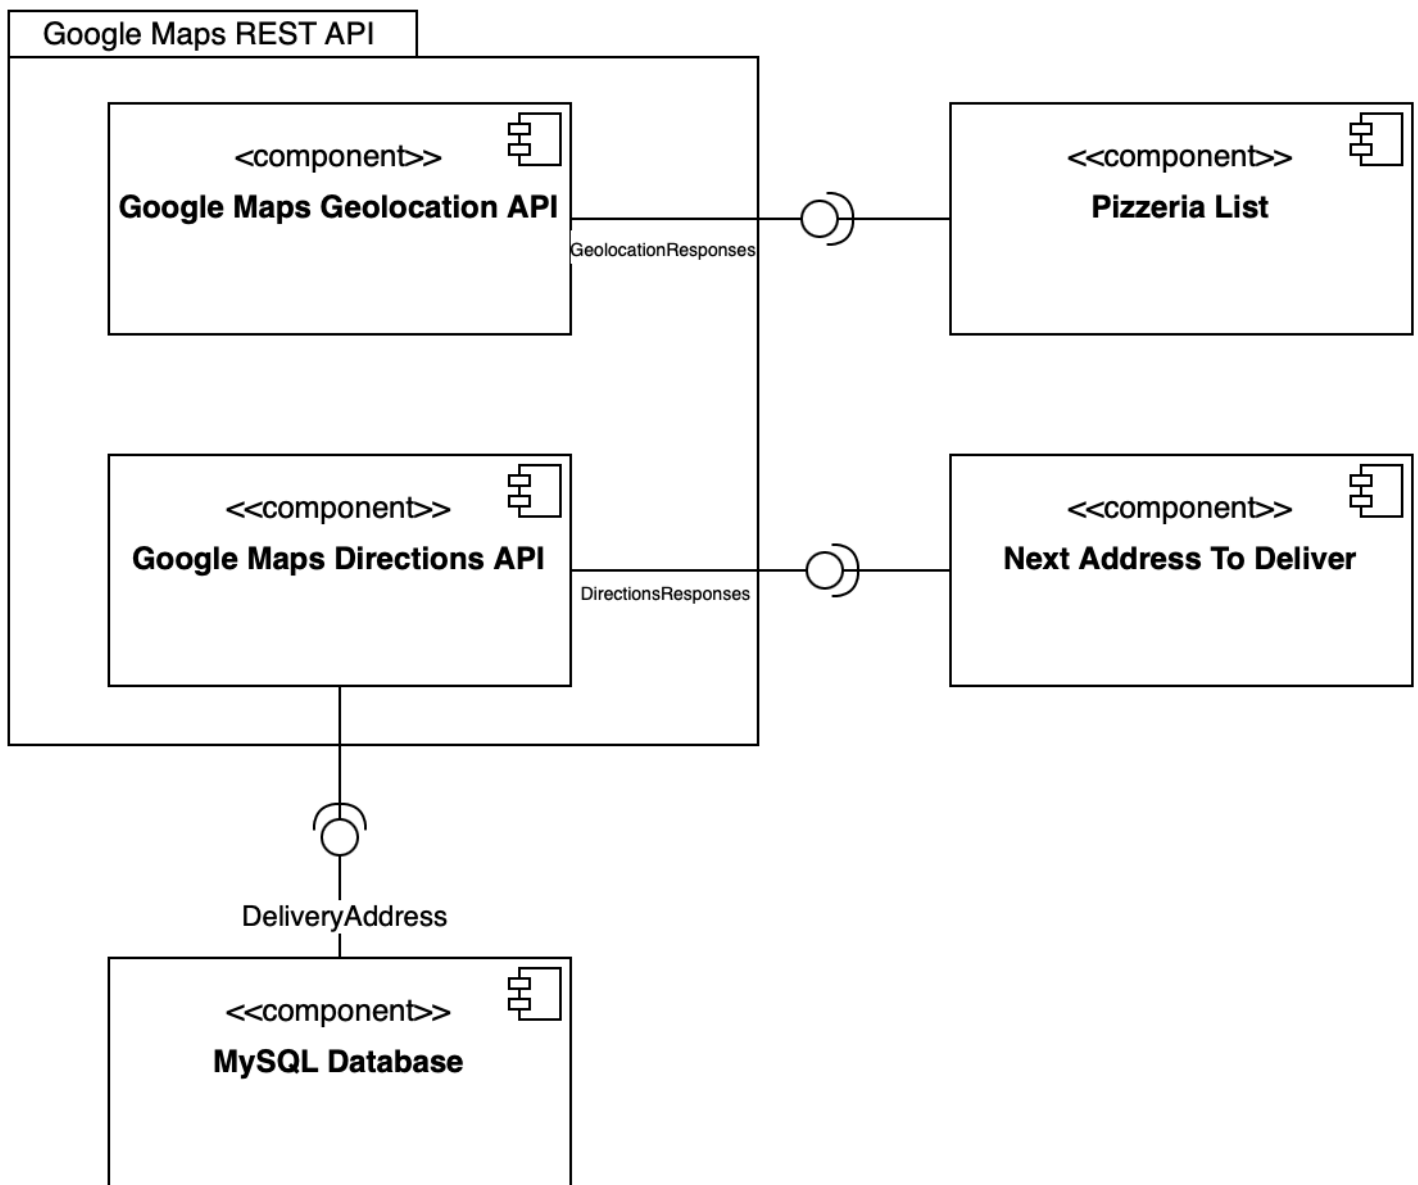 Google Maps REST API
<component>>
Google Maps Geolocation API
GeolocationResponses
<<component>>
Pizzeria List
<<component>>
Google Maps Directions API
DirectionsResponses
<<component>>
Next Address To Deliver
DeliveryAddress
<<component>>
MySQL Database